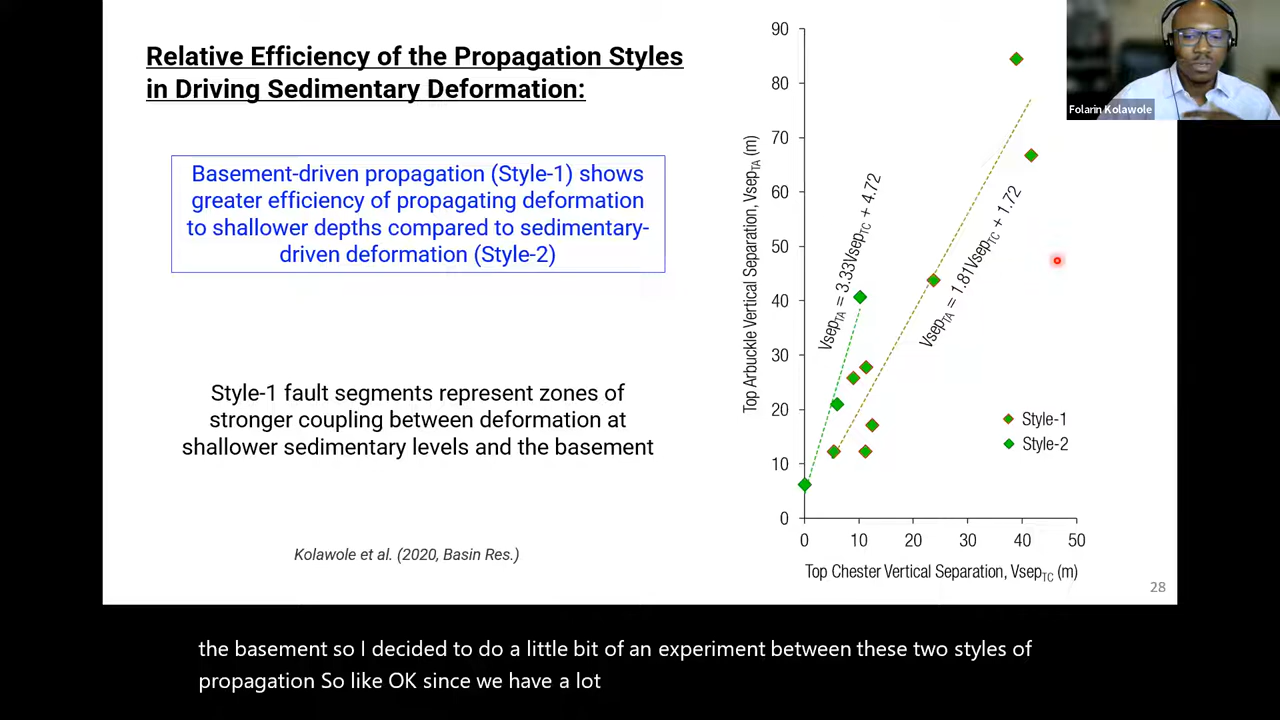 Relative Efficiency of the Propagation Styles
in Driving Sedimentary Deformation:
Basement-driven propagation (Style-1) shows
greater efficiency of propagating deformation
to shallower depths compared to sedimentary-
driven deformation (Style-2)
Style-1 fault segments represent zones of
stronger coupling between deformation at
shallower sedimentary levels and the basement
Kolawole et al. (2020, Basin Res.)
Top Arbuckle Vertical Separation, VsepTA (m)
90
80
70
60
50
40
30
20
10
0
VsepTA = 3.33VsepTC + 4.72
VsepTA = 1.81VsepTC + 1.72
Style-1
Style-2
0 10 20 30 40 50
Top Chester Vertical Separation, VsepTC (m)
28
Folarin Kolawole
the basement so I decided to do a little bit of an experiment between these two styles of
propagation So like OK since we have a lot